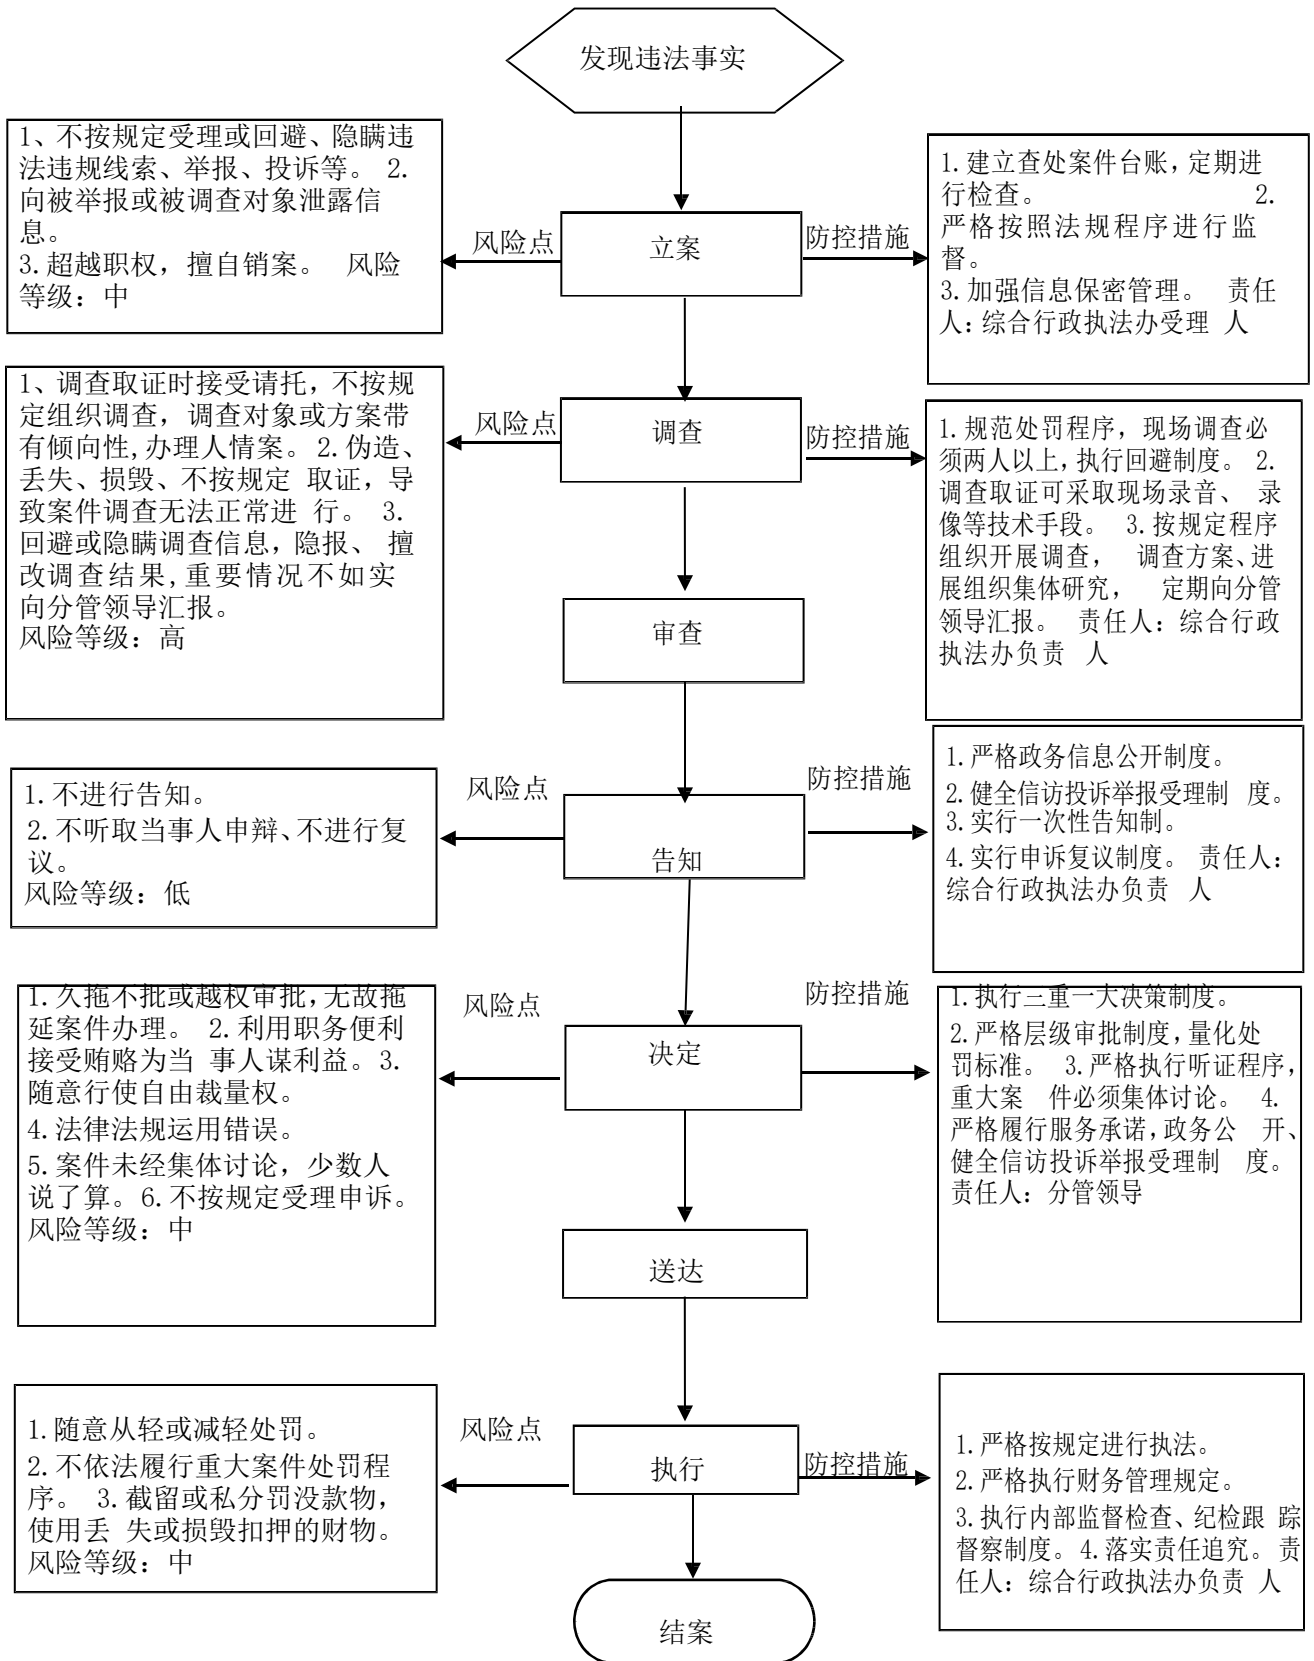 发现违法事实
1、不按规定受理或回避、隐瞒违
法违规线索、举报、投诉等。 2.
向被举报或被调查对象泄露信
息。
3.超越职权，擅自销案。 风险
等级：中
风险点
立案
防控措施
1.建立查处案件台账,定期进
行检查。 2.
严格按照法规程序进行监
督。
3.加强信息保密管理。 责任
人:综合行政执法办受理 人
1、调查取证时接受请托，不按规
定组织调查，调查对象或方案带
有倾向性,办理人情案。2.伪造、
丢失、损毁、不按规定 取证，导
致案件调查无法正常进 行。 3.
回避或隐瞒调查信息,隐报、 擅
改调查结果,重要情况不如实
向分管领导汇报。
风险等级：高
风险点
调查
防控措施
1.规范处罚程序，现场调查必
须两人以上,执行回避制度。 2.
调查取证可采取现场录音、 录
像等技术手段。 3.按规定程序
组织开展调查， 调查方案、进
展组织集体研究， 定期向分管
领导汇报。 责任人：综合行政
执法办负责 人
审查
1.不进行告知。
2.不听取当事人申辩、不进行复
议。
风险等级：低
风险点
告知
防控措施
1.严格政务信息公开制度。
2.健全信访投诉举报受理制 度。
3.实行一次性告知制。
4.实行申诉复议制度。 责任人：
综合行政执法办负责 人
1.久拖不批或越权审批,无故拖
延案件办理。 2.利用职务便利
接受贿赂为当 事人谋利益。3.
随意行使自由裁量权。
4.法律法规运用错误。
5.案件未经集体讨论，少数人
说了算。6.不按规定受理申诉。
风险等级：中
风险点
决定
防控措施
1.执行三重一大决策制度。
2.严格层级审批制度,量化处
罚标准。 3.严格执行听证程序，
重大案 件必须集体讨论。 4.
严格履行服务承诺,政务公 开、
健全信访投诉举报受理制 度。
责任人：分管领导
送达
1.随意从轻或减轻处罚。
2.不依法履行重大案件处罚程
序。 3.截留或私分罚没款物，
使用丢 失或损毁扣押的财物。
风险等级：中
风险点
执行
防控措施
1.严格按规定进行执法。
2.严格执行财务管理规定。
3.执行内部监督检查、纪检跟 踪
督察制度。4.落实责任追究。 责
任人：综合行政执法办负责 人
结案